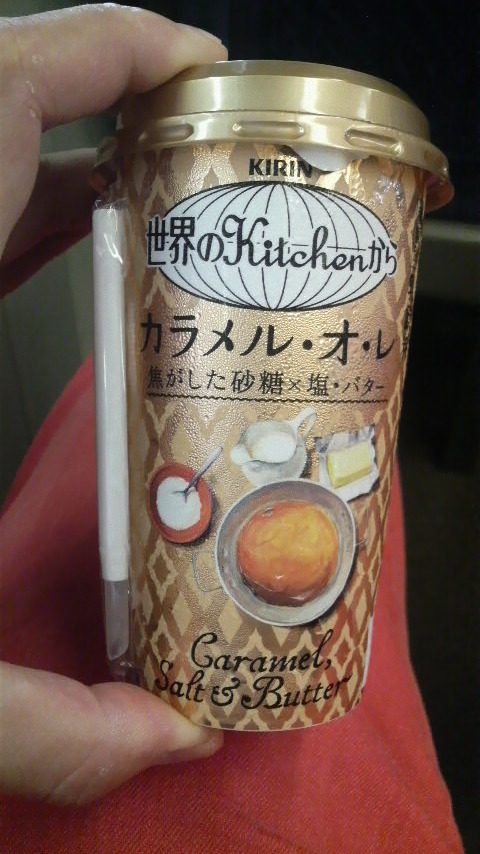 KIRIN
世界のKitchenから
カラメル・オ・レ
焦がした砂糖×塩・バター
Caramel,
Salt & Butter